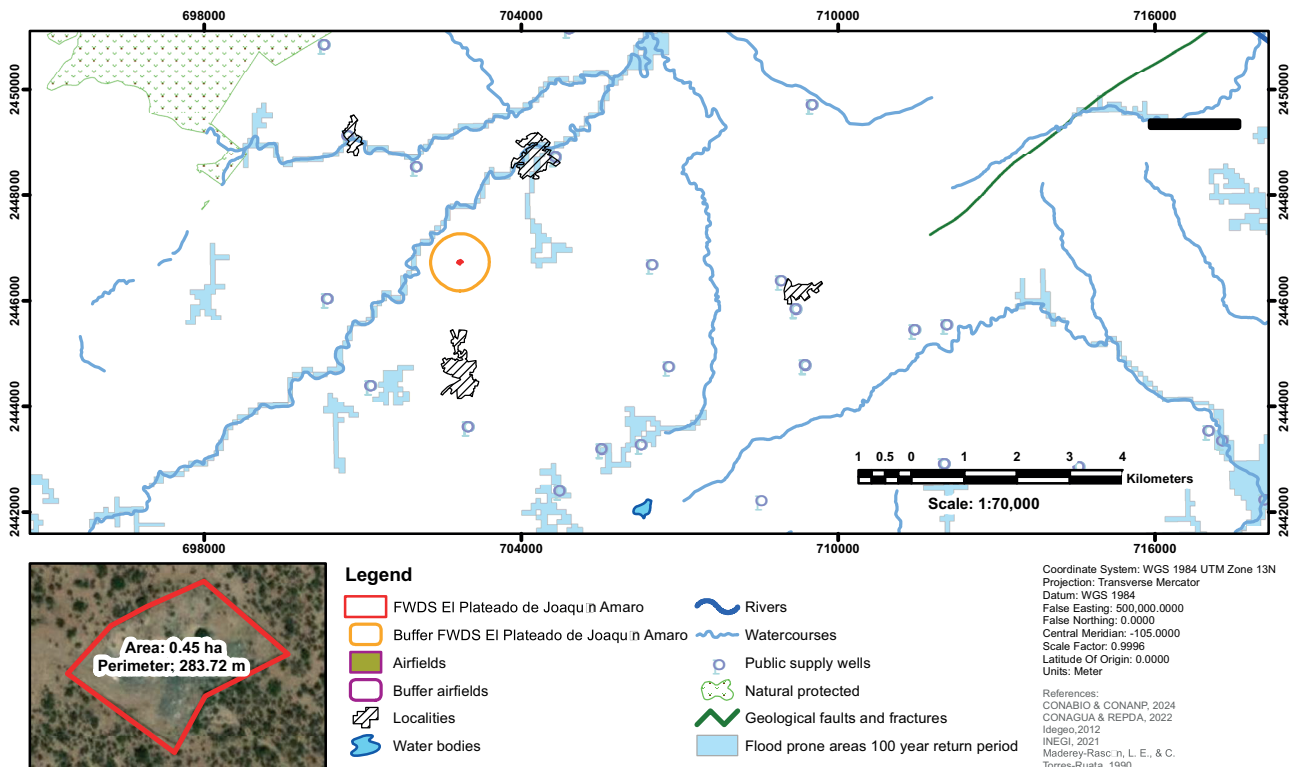 698000 704000 710000 716000
2450000 2450000
2448000 2448000
2446000 2446000
2444000 2444000
2442000 2442000
1 0.5 0 1 2 3 4
Kilometers
Scale: 1:70,000
698000 704000 710000 716000
Area: 0.45 ha
Perimeter; 283.72 m
Legend
FWDS El Plateado de Joaqu□n Amaro
Buffer FWDS El Plateado de Joaqu□n Amaro
Airfields
Buffer airfields
Localities
Water bodies
Rivers
Watercourses
Public supply wells
Natural protected
Geological faults and fractures
Flood prone areas 100 year return period
Coordinate System: WGS 1984 UTM Zone 13N
Projection: Transverse Mercator
Datum: WGS 1984
False Easting: 500,000.0000
False Northing: 0.0000
Central Meridian: -105.0000
Scale Factor: 0.9996
Latitude Of Origin: 0.0000
Units: Meter
References:
CONABIO & CONANP, 2024
CONAGUA & REPDA, 2022
Idegeo,2012
INEGI, 2021
Maderey-Rasc□n, L. E., & C.
Torres-Ruata, 1990